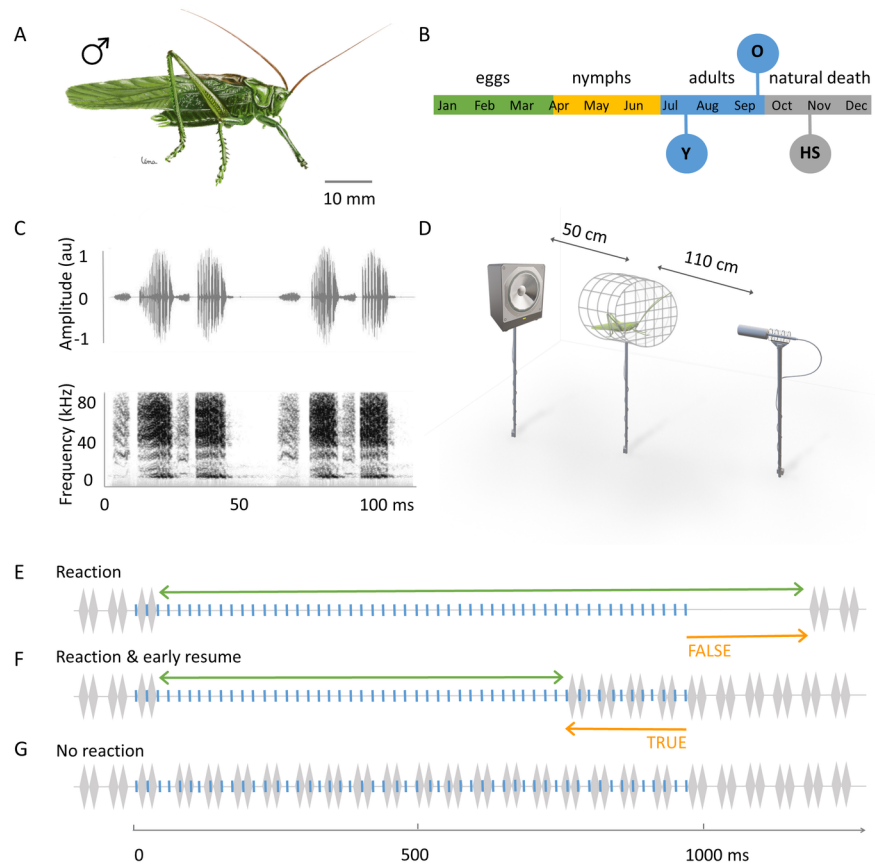 A
♂
10 mm
B
O
eggs nymphs adults natural death
Jan Feb Mar Apr May Jun Jul Aug Sep Oct Nov Dec
Y HS
C
Amplitude (au)
1
0
-1
Frequency (kHz)
80
40
0
0 50 100 ms
D
50 cm
110 cm
E Reaction
FALSE
F Reaction & early resume
TRUE
G No reaction
0 500 1000 ms